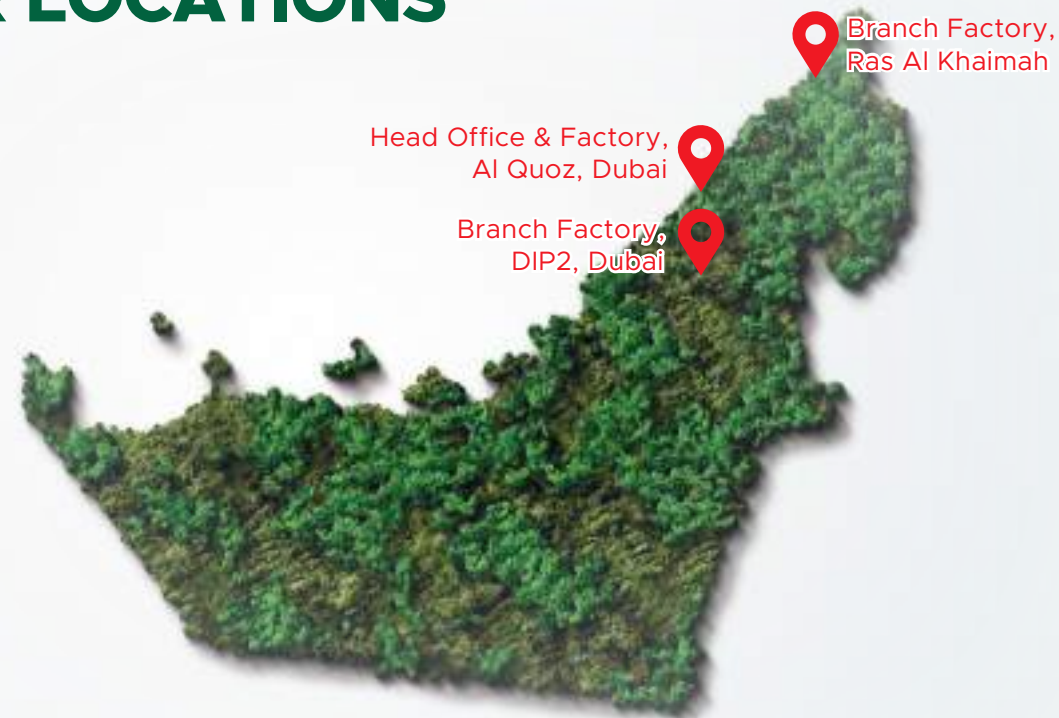 LOCATIONS
Branch Factory,
Ras Al Khaimah
Head Office & Factory,
Al Quoz, Dubai
Branch Factory,
DIP2, Dubai